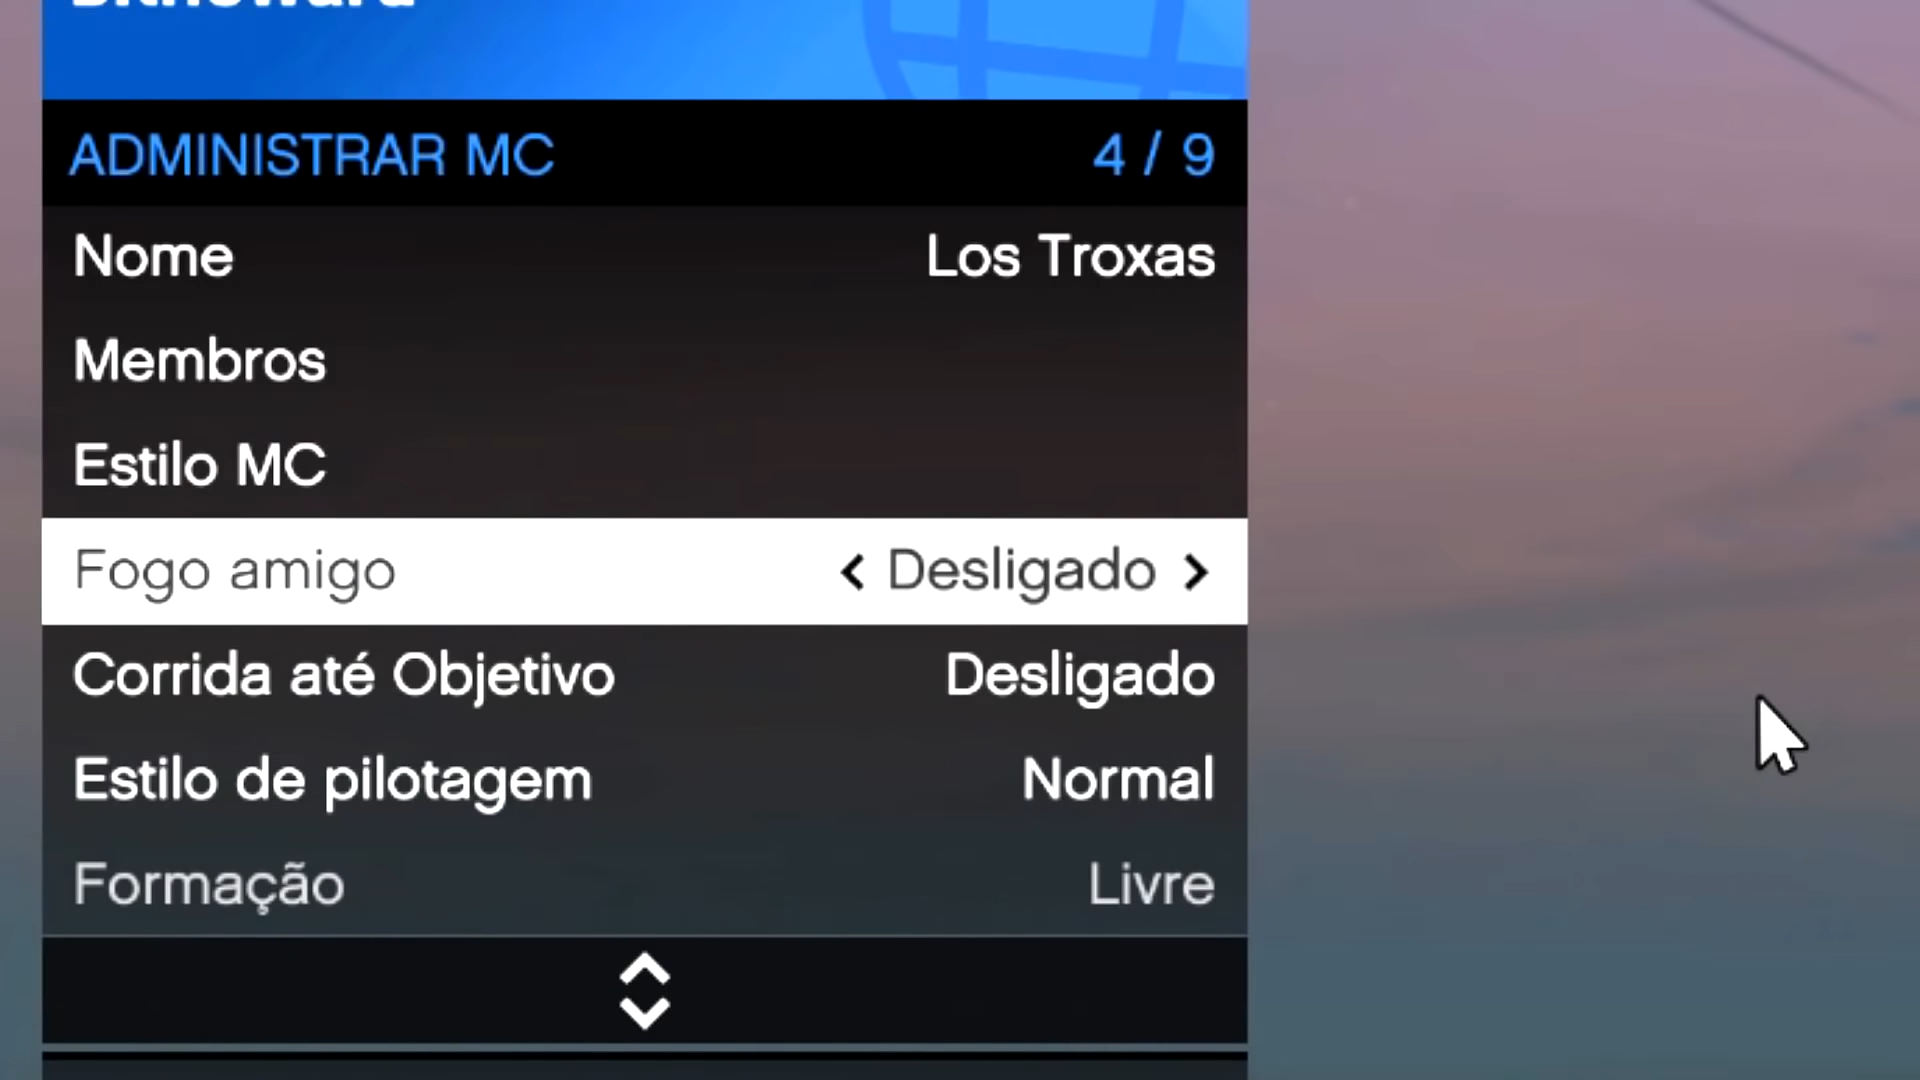 ADMINISTRAR MC 4 / 9
Nome Los Troxas
Membros
Estilo MC
Fogo amigo < Desligado >
Corrida até Objetivo Desligado
Estilo de pilotagem Normal
Formação Livre